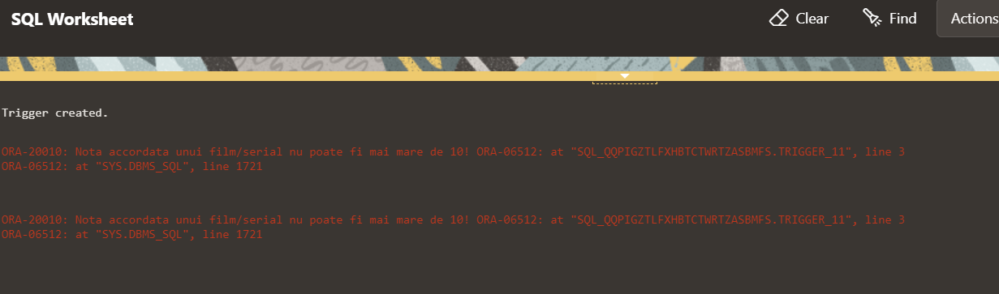 SQL Worksheet
Clear
Find
Actions
Trigger created.
ORA-20010: Nota accordata unui film/serial nu poate fi mai mare de 10! ORA-06512: at "SQL_QQPIGZTLFXHBTCTWRTZASBMFS.TRIGGER_11", line 3
ORA-06512: at "SYS.DBMS_SQL", line 1721
ORA-20010: Nota accordata unui film/serial nu poate fi mai mare de 10! ORA-06512: at "SQL_QQPIGZTLFXHBTCTWRTZASBMFS.TRIGGER_11", line 3
ORA-06512: at "SYS.DBMS_SQL", line 1721